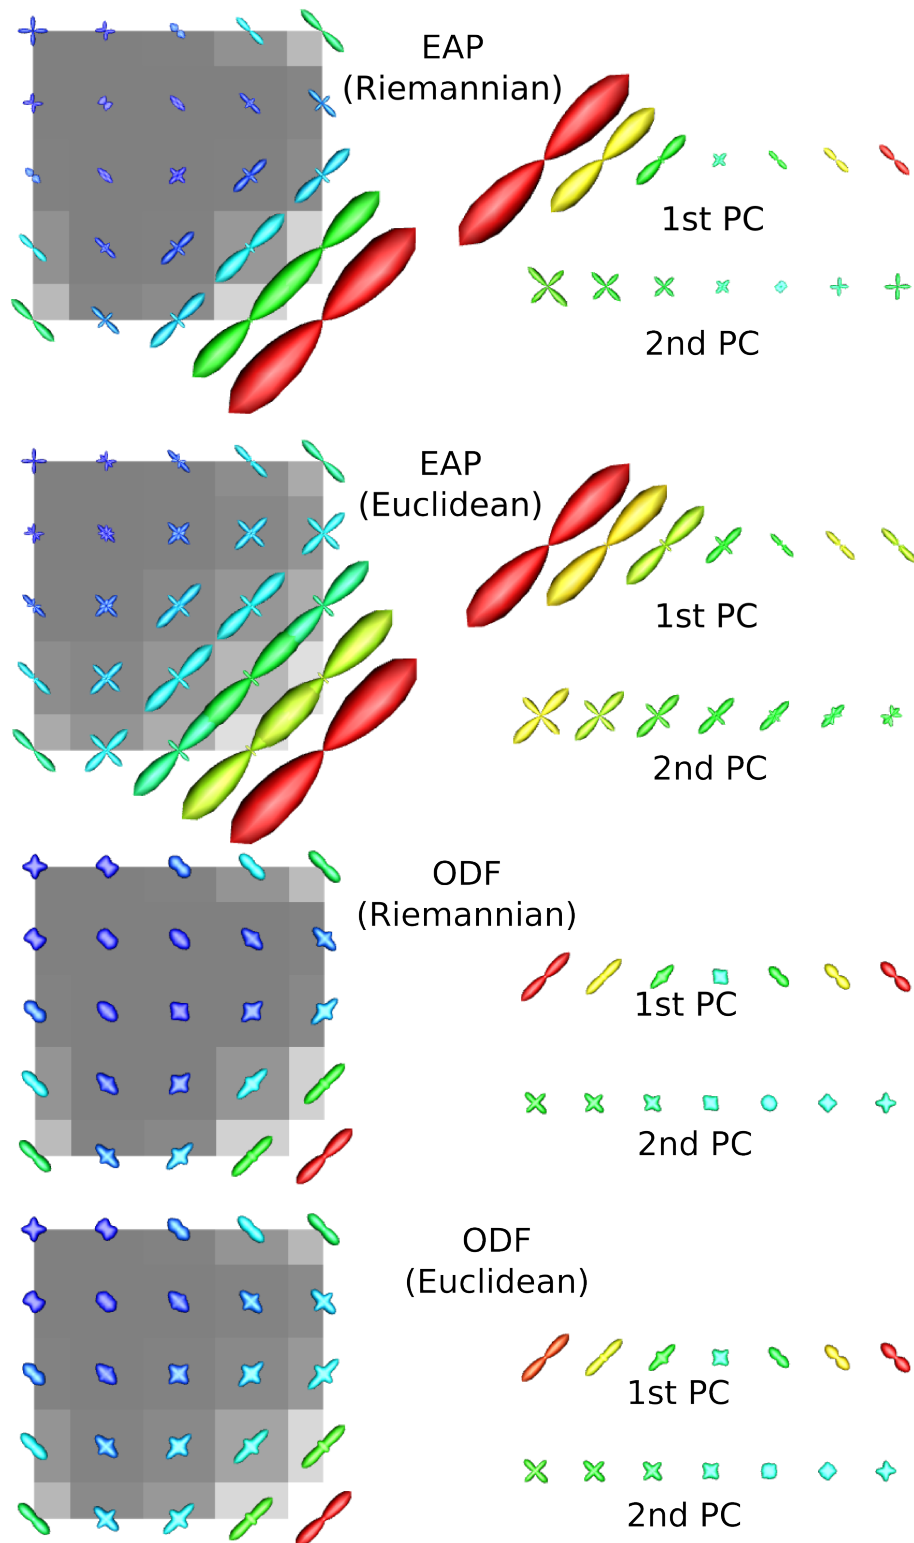 EAP
(Riemannian)
1st PC
2nd PC
EAP
(Euclidean)
1st PC
2nd PC
ODF
(Riemannian)
1st PC
2nd PC
ODF
(Euclidean)
1st PC
2nd PC